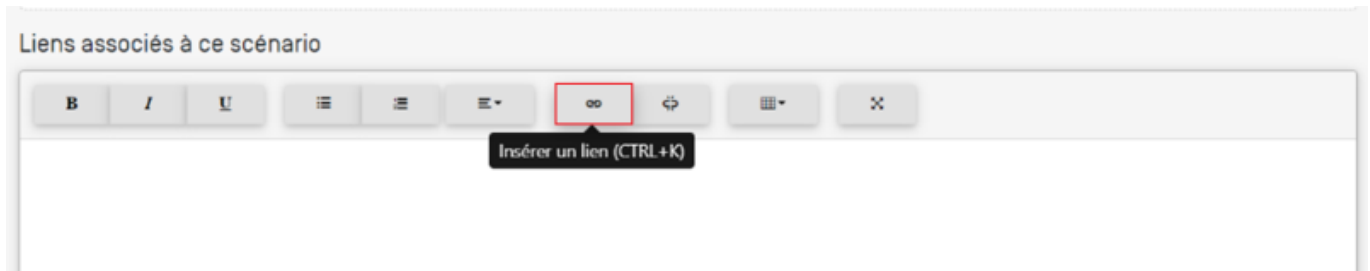 Liens associés à ce scénario
B I U
Insérer un lien (CTRL+K)